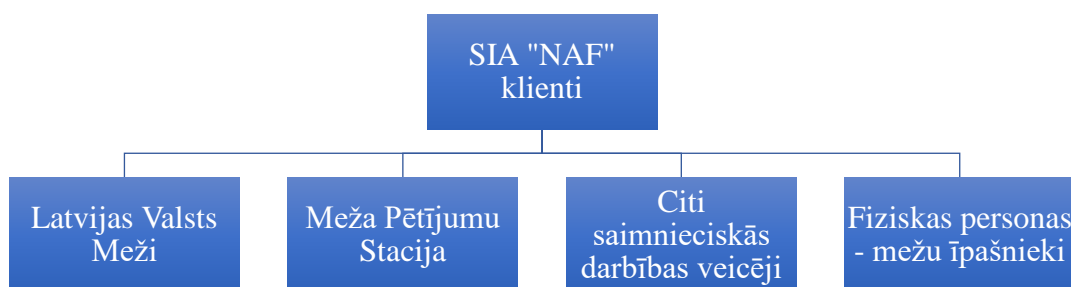 SIA "NAF"
klienti
Latvijas Valsts
Meži
Meža Pētījumu
Stacija
Citi
saimnieciskās
darbības veicēji
Fiziskas personas
- mežu īpašnieki